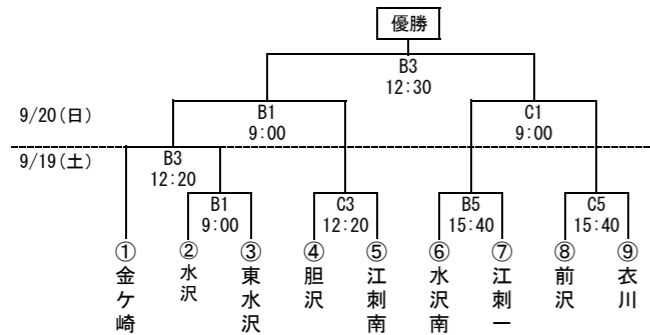 優勝
B3
12:30
9/20(日)
B1
9:00
C1
9:00
9/19(土)
B3
12:20
B1
9:00
C3
12:20
B5
15:40
C5
15:40
①金ケ崎
②水沢
③東水沢
④胆沢
⑤江刺南
⑥水沢南
⑦江刺一
⑧前沢
⑨衣川